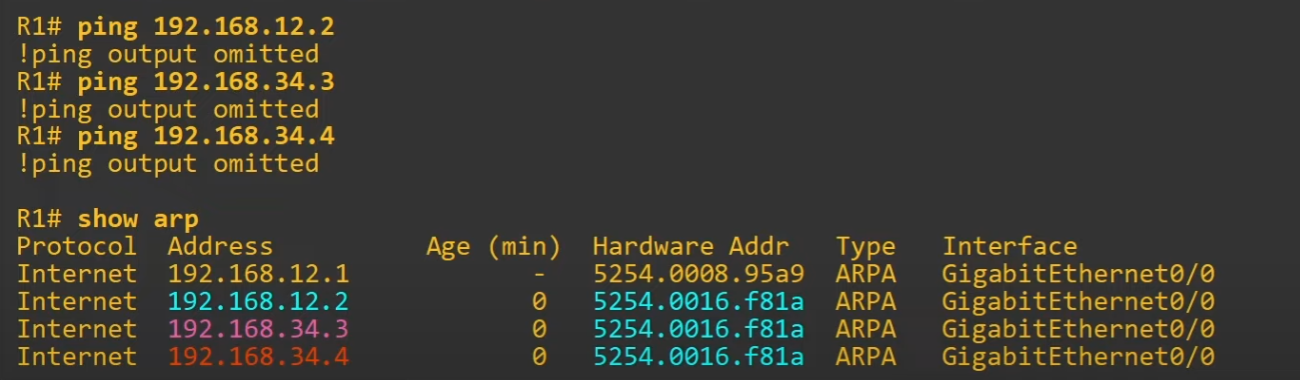 R1# ping 192.168.12.2
!ping output omitted
R1# ping 192.168.34.3
!ping output omitted
R1# ping 192.168.34.4
!ping output omitted
R1# show arp
Protocol  Address          Age (min)  Hardware Addr   Type   Interface
Internet  192.168.12.1            -   5254.0008.95a9  ARPA   GigabitEthernet0/0
Internet  192.168.12.2            0   5254.0016.f81a  ARPA   GigabitEthernet0/0
Internet  192.168.34.3            0   5254.0016.f81a  ARPA   GigabitEthernet0/0
Internet  192.168.34.4            0   5254.0016.f81a  ARPA   GigabitEthernet0/0